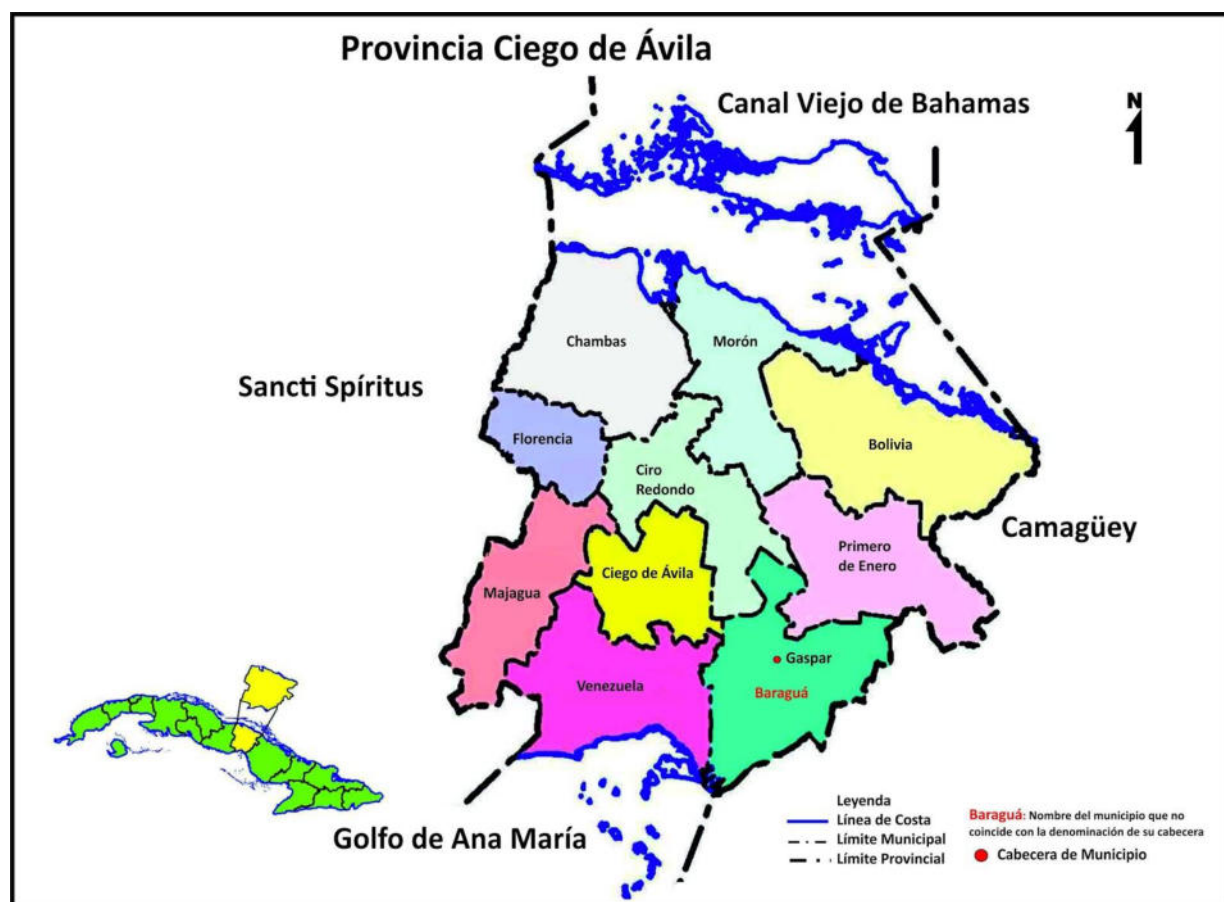 Provincia Ciego de Ávila
Canal Viejo de Bahamas
N
Chambas
Morón
Sancti Spíritus
Florencia
Bolivia
Ciro
Redondo
Camagüey
Primero
de Enero
Ciego de Ávila
Majagua
Gaspar
Venezuela
Baraguá
Golfo de Ana María
Leyenda
Línea de Costa
Límite Municipal
Límite Provincial
Baraguá: Nombre del municipio que no
coincide con la denominación de su cabecera
Cabecera de Municipio